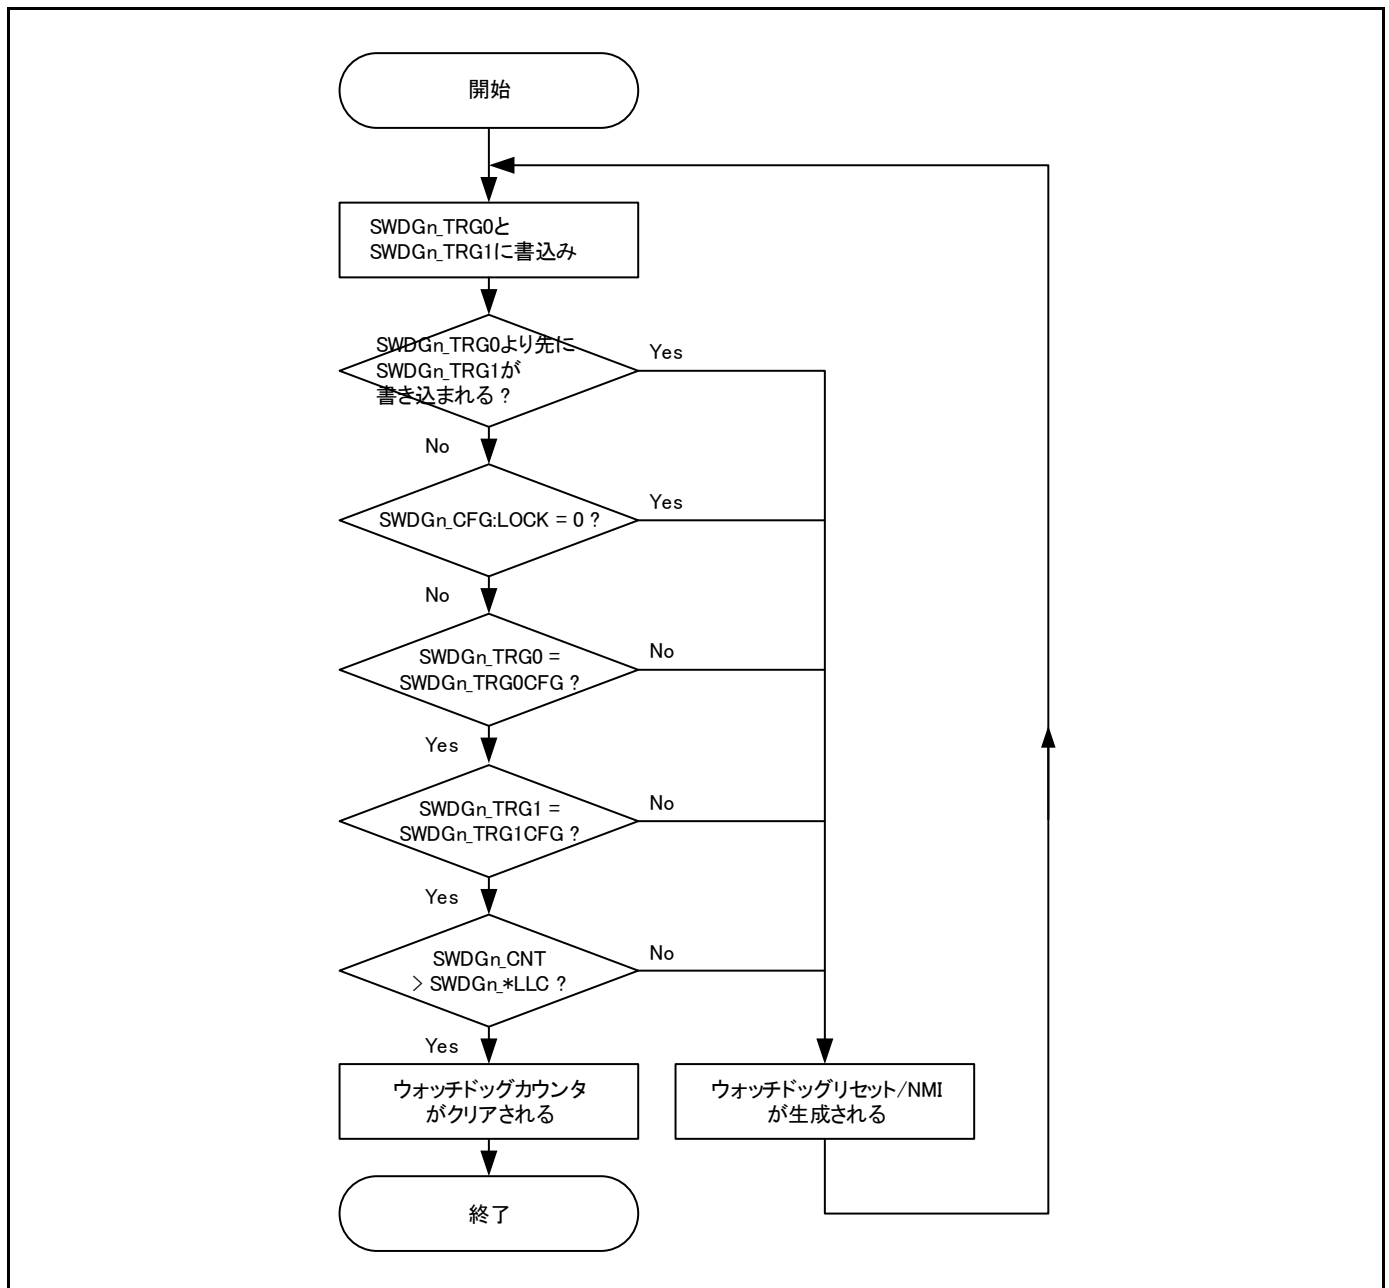 開始
SWDGn_TRG0と
SWDGn_TRG1に書込み
SWDGn_TRG0より先に
SWDGn_TRG1が
書き込まれる ?
Yes
No
SWDGn_CFG:LOCK = 0 ?
Yes
No
SWDGn_TRG0 =
SWDGn_TRG0CFG ?
No
Yes
SWDGn_TRG1 =
SWDGn_TRG1CFG ?
No
Yes
SWDGn_CNT
> SWDGn_*LLC ?
No
Yes
ウォッチドッグカウンタ
がクリアされる
ウォッチドッグリセット/NMI
が生成される
終了